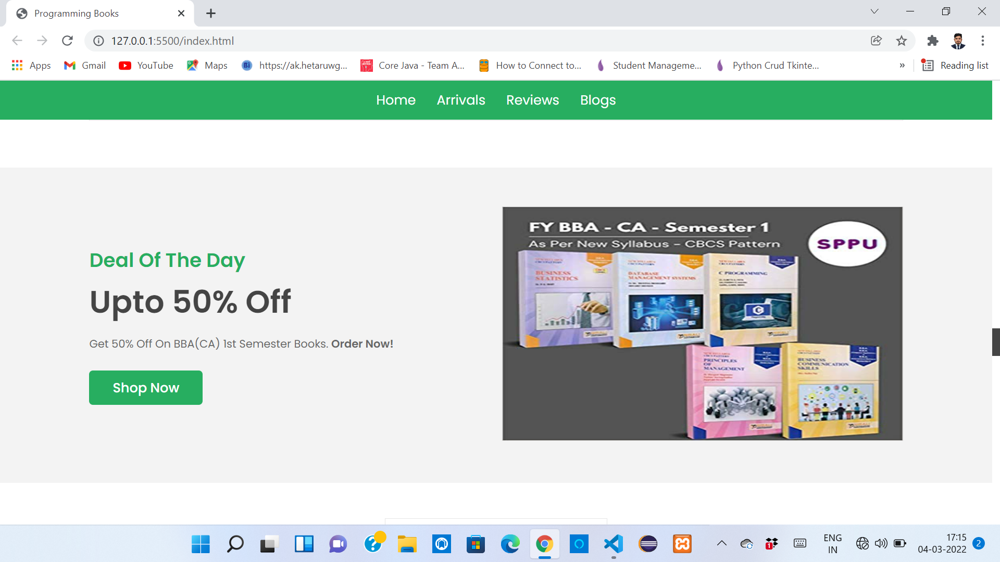 Programming Books
127.0.0.1:5500/index.html
Apps
Gmail
YouTube
Maps
Bi
https://ak.hetaruwg...
Core Java - Team A...
How to Connect to...
Student Manageme...
Python Crud Tkinte...
»
Reading list
Home
Arrivals
Reviews
Blogs
Deal Of The Day
Upto 50% Off
Get 50% Off On BBA(CA) 1st Semester Books. Order Now!
Shop Now
FY BBA - CA - Semester 1
As Per New Syllabus - CBCS Pattern
SPPU
BUSINESS
STATISTICS
DATABASE
MANAGEMENT SYSTEMS
C PROGRAMMING
PRINCIPLES
OF
MANAGEMENT
BUSINESS
COMMUNICATION
SKILLS
ENG
IN
17:15
04-03-2022
2
1